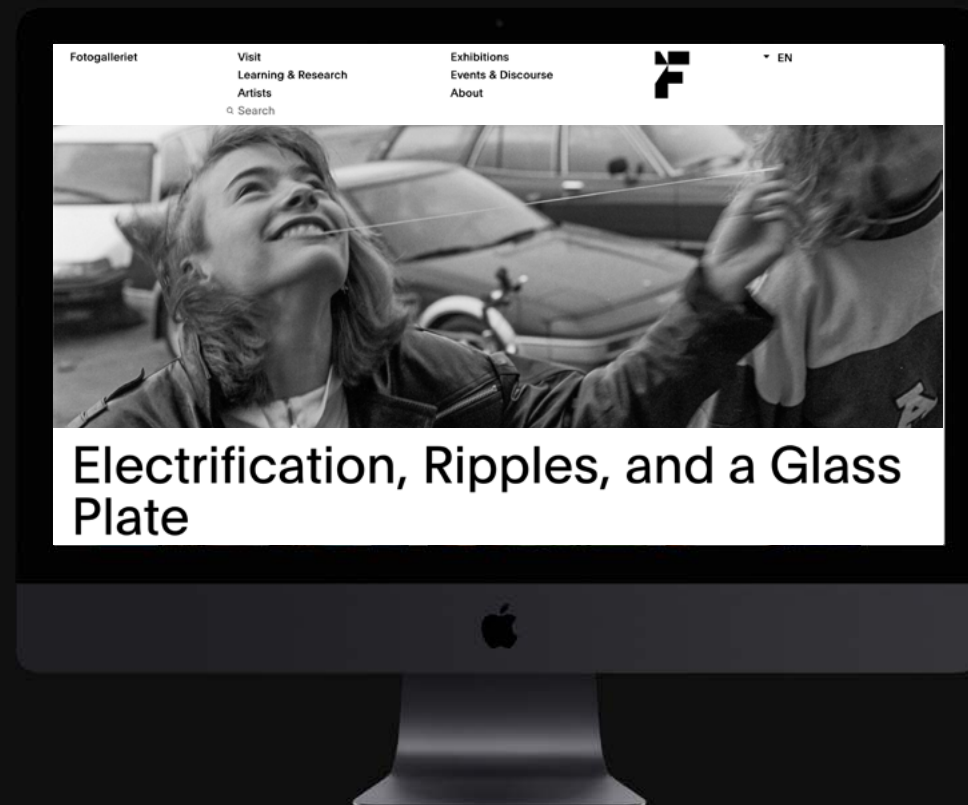 Fotogalleriet
Visit
Learning & Research
Artists
Search
Exhibitions
Events & Discourse
About
EN
Electrification, Ripples, and a Glass
Plate